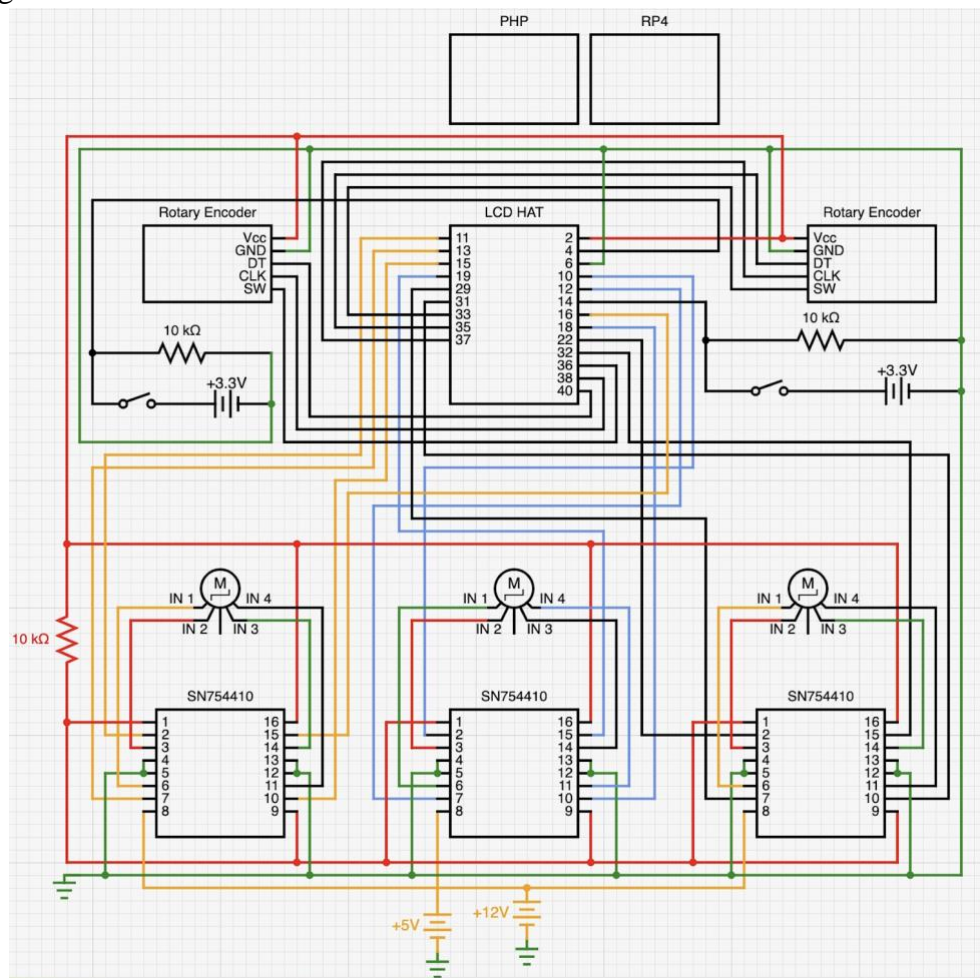 PHP RP4
Rotary Encoder LCD HAT Rotary Encoder
Vcc
GND
DT
CLK
SW
11
13
15
19
29
31
33
35
37
2
4
6
10
12
14
16
18
22
32
36
38
40
Vcc
GND
DT
CLK
SW
10 kΩ
+3.3V
10 kΩ
+3.3V
10 kΩ
M
IN 1 IN 4
IN 2 IN 3
M
IN 1 IN 4
IN 2 IN 3
M
IN 1 IN 4
IN 2 IN 3
SN754410
1 16
2 15
3 14
4 13
5 12
6 11
7 10
8 9
SN754410
1 16
2 15
3 14
4 13
5 12
6 11
7 10
8 9
SN754410
1 16
2 15
3 14
4 13
5 12
6 11
7 10
8 9
+5V
+12V